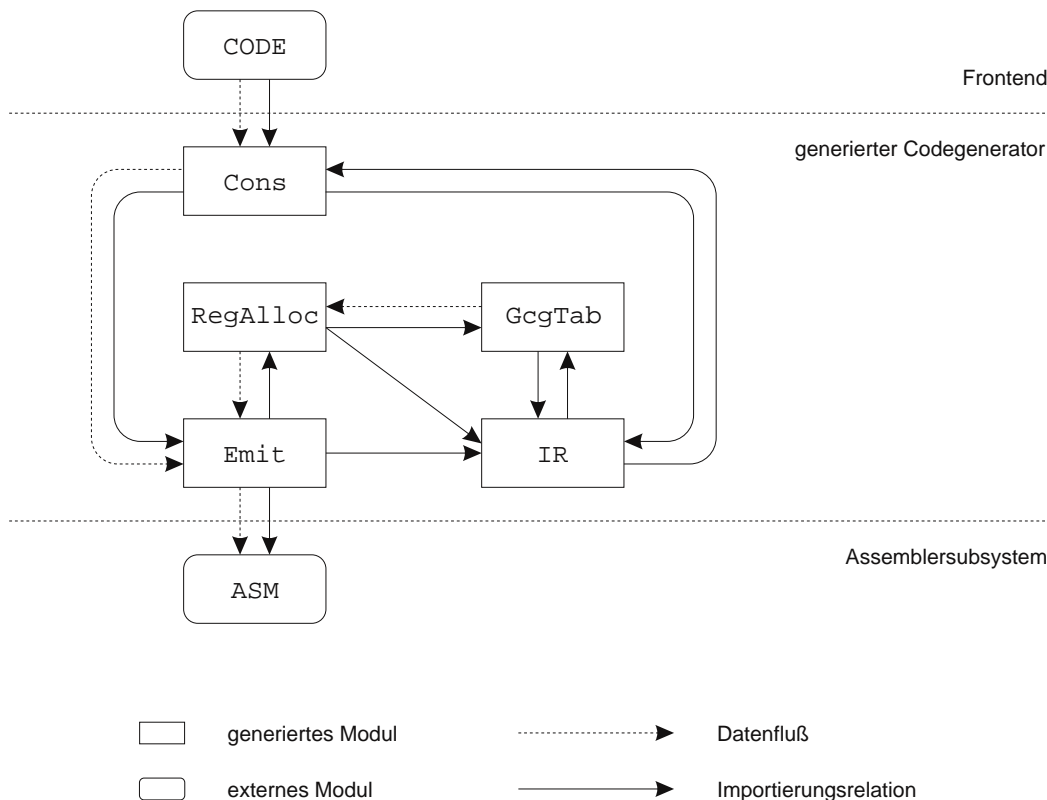 CODE
Frontend
generierter Codegenerator
Cons
RegAlloc
GcgTab
Emit
IR
Assemblersubsystem
ASM
generiertes Modul
Datenfluß
externes Modul
Importierungsrelation